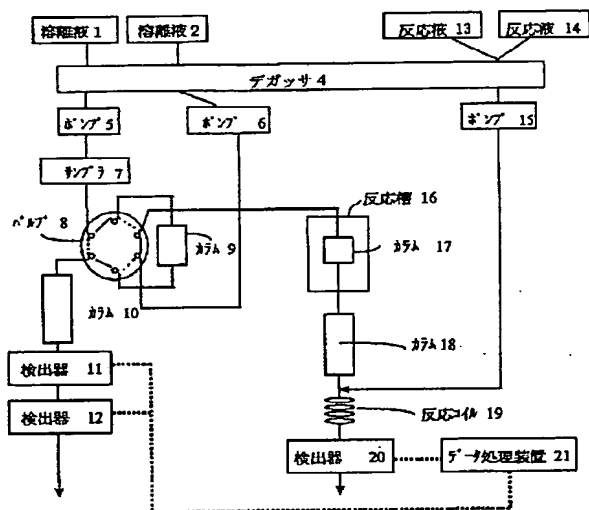 溶離液 1
溶離液 2
反応液 13
反応液 14
デガッサ 4
ポンプ 5
ポンプ 6
ポンプ 15
サンプラ 7
反応槽 16
バルブ 8
カラム 9
カラム 17
カラム 10
カラム 18
検出器 11
検出器 12
反応コイル 19
検出器 20
データ処理装置 21